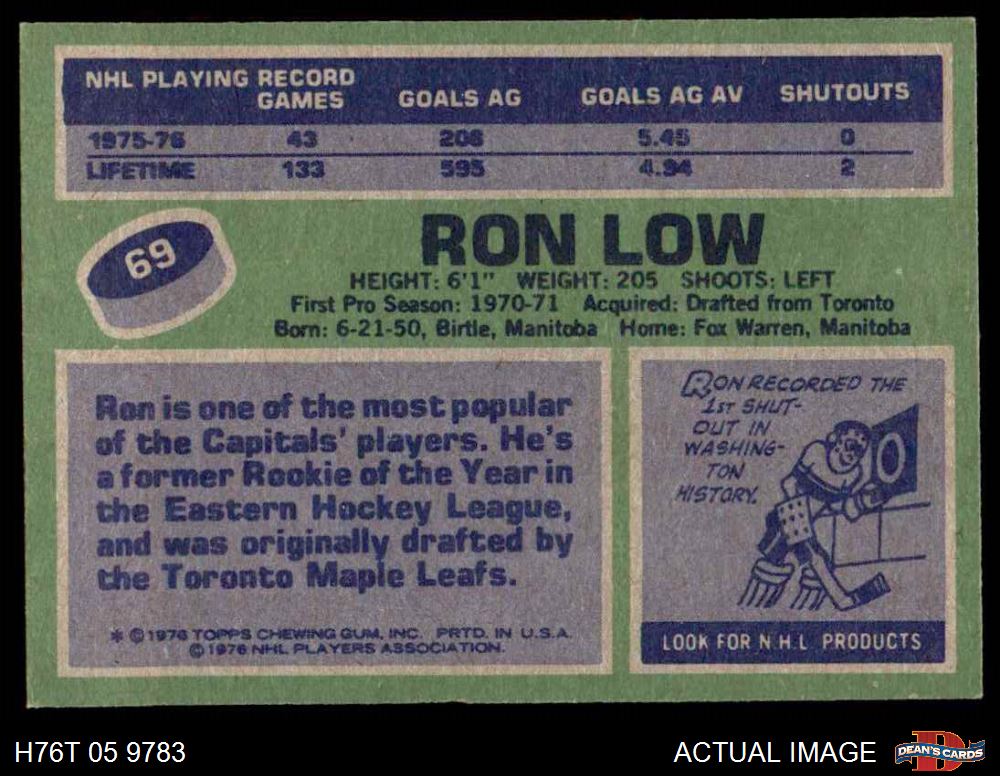 NHL PLAYING RECORD
GAMES GOALS AG GOALS AG AV SHUTOUTS
1975-76 43 208 5.45 0
LIFETIME 133 595 4.94 2
69
RON LOW
HEIGHT: 6'1" WEIGHT: 205 SHOOTS: LEFT
First Pro Season: 1970-71 Acquired: Drafted from Toronto
Born: 6-21-50, Birtle, Manitoba Home: Fox Warren, Manitoba
Ron is one of the most popular
of the Capitals' players. He's
a former Rookie of the Year in
the Eastern Hockey League,
and was originally drafted by
the Toronto Maple Leafs.
* © 1976 TOPPS CHEWING GUM, INC. PRTD. IN U.S.A.
© 1976 NHL PLAYERS ASSOCIATION.
RON RECORDED THE
1ST SHUT-
OUT IN
WASHING-
TON
HISTORY.
0
LOOK FOR N.H.L PRODUCTS
H76T 05 9783
ACTUAL IMAGE
D
DEAN'S CARDS